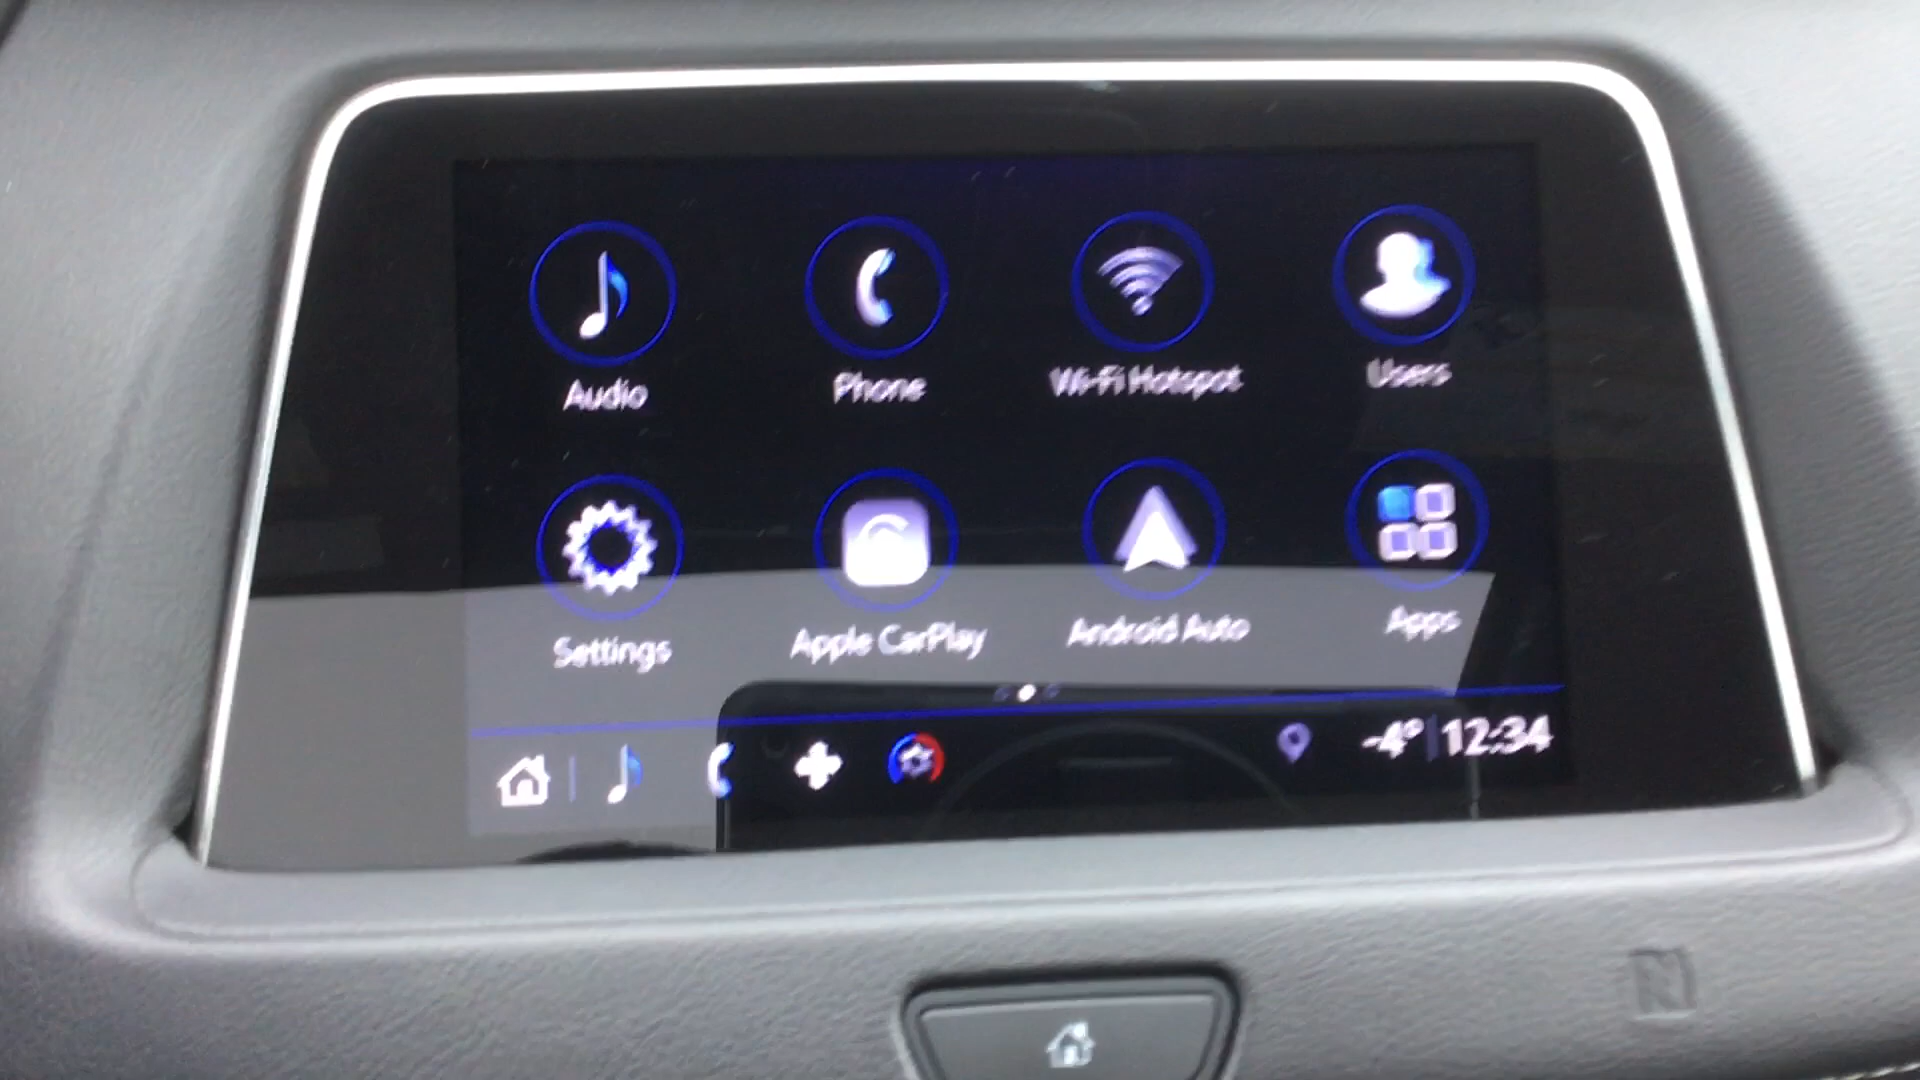 Audio Phone Wi-Fi Hotspot Users
Settings Apple CarPlay Android Auto Apps
-4° 12:34